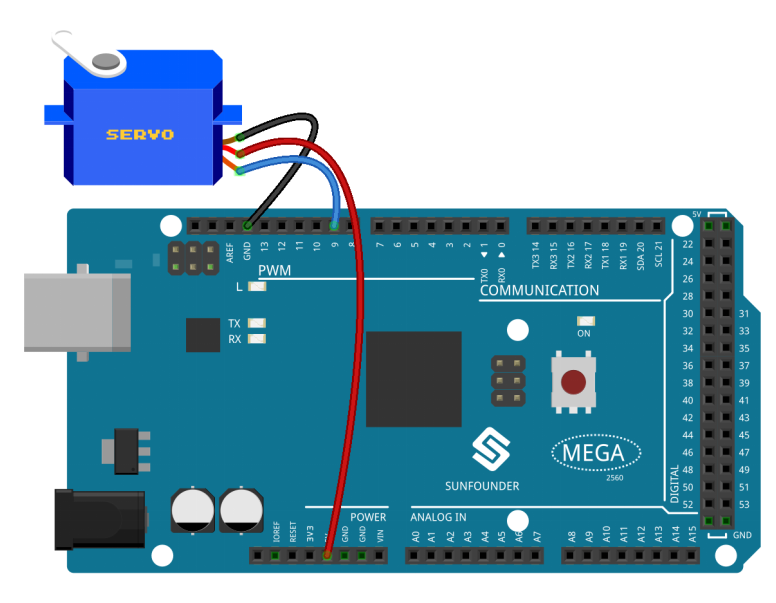 SERVO
5V
AREF
GND
13
12
11
10
9
8
7
6
5
4
3
2
TX0 ◄ 1
RX0 ► 0
TX3 14
RX3 15
TX2 16
RX2 17
TX1 18
RX1 19
SDA 20
SCL 21
PWM
COMMUNICATION
L
TX
RX
ON
22
24
26
28
30 31
32 33
34 35
36 37
38 39
40 41
42 43
44 45
46 47
48 49
50 51
52 53
DIGITAL
GND
MEGA
2560
SUNFOUNDER
POWER
ANALOG IN
IOREF
RESET
3V3
GND
GND
VIN
A0
A1
A2
A3
A4
A5
A6
A7
A8
A9
A10
A11
A12
A13
A14
A15